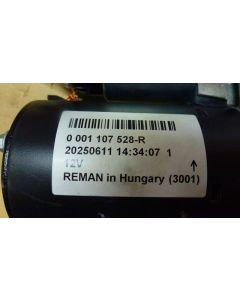 0 001 107 528-R
20250611 14:34:07 1
12V
REMAN in Hungary (3001)